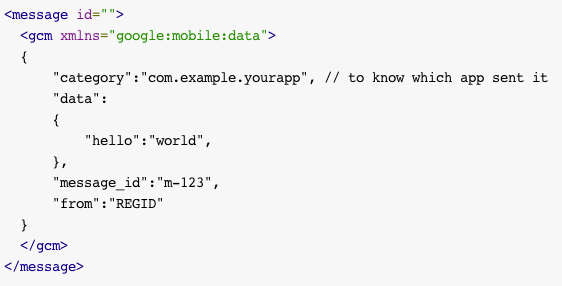 <message id="">
<gcm xmlns="google:mobile:data">
{
"category":"com.example.yourapp", // to know which app sent it
"data":
{
"hello":"world",
},
"message_id":"m-123",
"from":"REGID"
}
</gcm>
</message>